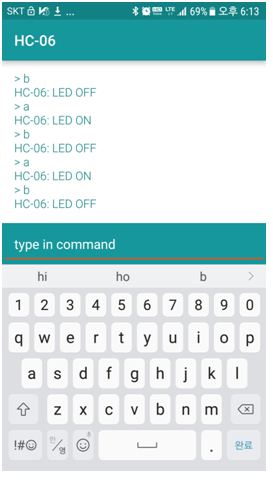 SKT ... LTE 69% 오후 6:13
HC-06
> b
HC-06: LED OFF
> a
HC-06: LED ON
> b
HC-06: LED OFF
> a
HC-06: LED ON
> b
HC-06: LED OFF
type in command
hi ho b
1 2 3 4 5 6 7 8 9 0
q w e r t y u i o p
a s d f g h j k l
z x c v b n m
!#☺ 한/영 .  완료